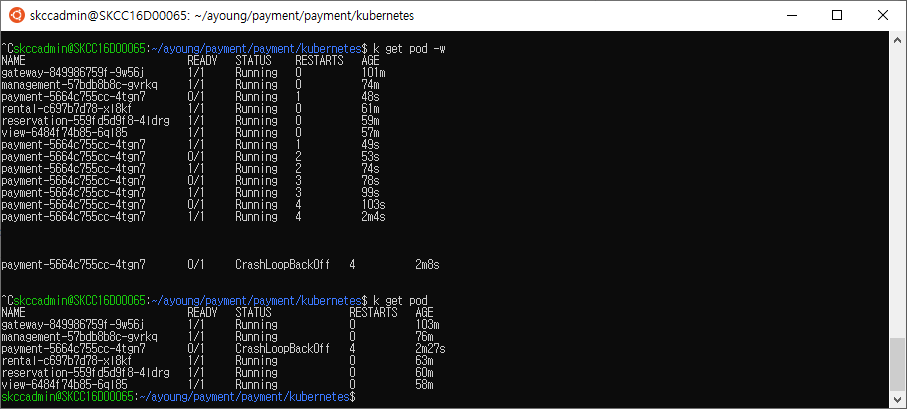 skccadmin@SKCC16D00065: ~/ayoung/payment/payment/kubernetes
^Cskccadmin@SKCC16D00065:~/ayoung/payment/payment/kubernetes$ k get pod -w
NAME READY STATUS RESTARTS AGE
gateway-849986759f-9w56j 1/1 Running 0 101m
management-57bdb8b8c-gvrkq 1/1 Running 0 74m
payment-5664c755cc-4tgn7 0/1 Running 1 48s
rental-c697b7d78-xl8kf 1/1 Running 0 61m
reservation-559fd5d9f8-4ldrg 1/1 Running 0 59m
view-6484f74b85-6ql85 1/1 Running 0 57m
payment-5664c755cc-4tgn7 1/1 Running 1 49s
payment-5664c755cc-4tgn7 0/1 Running 2 53s
payment-5664c755cc-4tgn7 1/1 Running 2 74s
payment-5664c755cc-4tgn7 0/1 Running 3 78s
payment-5664c755cc-4tgn7 1/1 Running 3 99s
payment-5664c755cc-4tgn7 0/1 Running 4 103s
payment-5664c755cc-4tgn7 1/1 Running 4 2m4s
payment-5664c755cc-4tgn7 0/1 CrashLoopBackOff 4 2m8s
^Cskccadmin@SKCC16D00065:~/ayoung/payment/payment/kubernetes$ k get pod
NAME READY STATUS RESTARTS AGE
gateway-849986759f-9w56j 1/1 Running 0 103m
management-57bdb8b8c-gvrkq 1/1 Running 0 76m
payment-5664c755cc-4tgn7 0/1 CrashLoopBackOff 4 2m27s
rental-c697b7d78-xl8kf 1/1 Running 0 63m
reservation-559fd5d9f8-4ldrg 1/1 Running 0 60m
view-6484f74b85-6ql85 1/1 Running 0 58m
skccadmin@SKCC16D00065:~/ayoung/payment/payment/kubernetes$